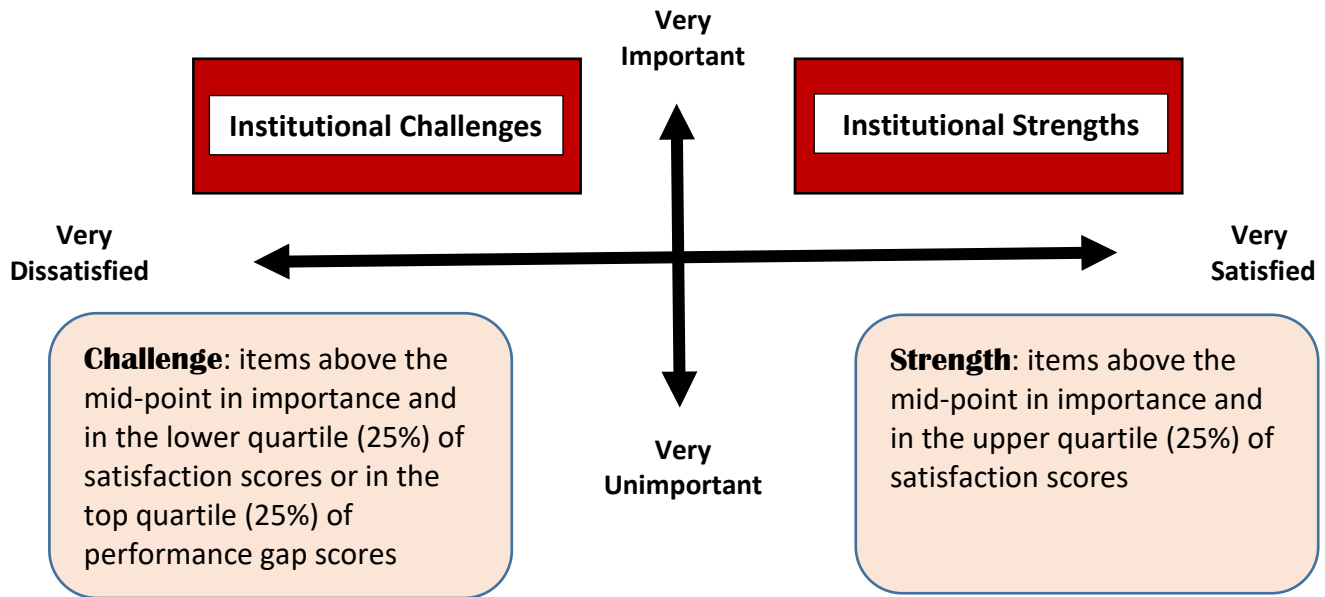 Very
Important
Institutional Challenges
Institutional Strengths
Very
Dissatisfied
Very
Satisfied
Challenge: items above the
mid-point in importance and
in the lower quartile (25%) of
satisfaction scores or in the
top quartile (25%) of
performance gap scores
Very
Unimportant
Strength: items above the
mid-point in importance and
in the upper quartile (25%) of
satisfaction scores